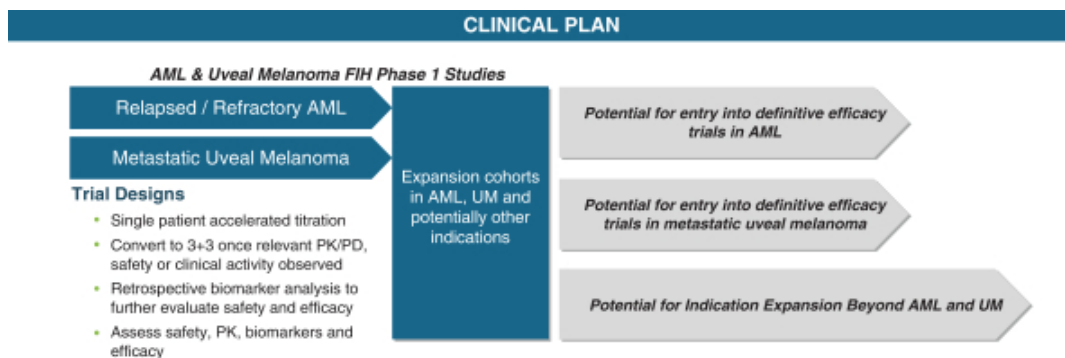 CLINICAL PLAN
AML & Uveal Melanoma FIH Phase 1 Studies
Relapsed / Refractory AML
Metastatic Uveal Melanoma
Trial Designs
• Single patient accelerated titration
• Convert to 3+3 once relevant PK/PD,
safety or clinical activity observed
• Retrospective biomarker analysis to
further evaluate safety and efficacy
• Assess safety, PK, biomarkers and
efficacy
Expansion cohorts
in AML, UM and
potentially other
indications
Potential for entry into definitive efficacy
trials in AML
Potential for entry into definitive efficacy
trials in metastatic uveal melanoma
Potential for Indication Expansion Beyond AML and UM